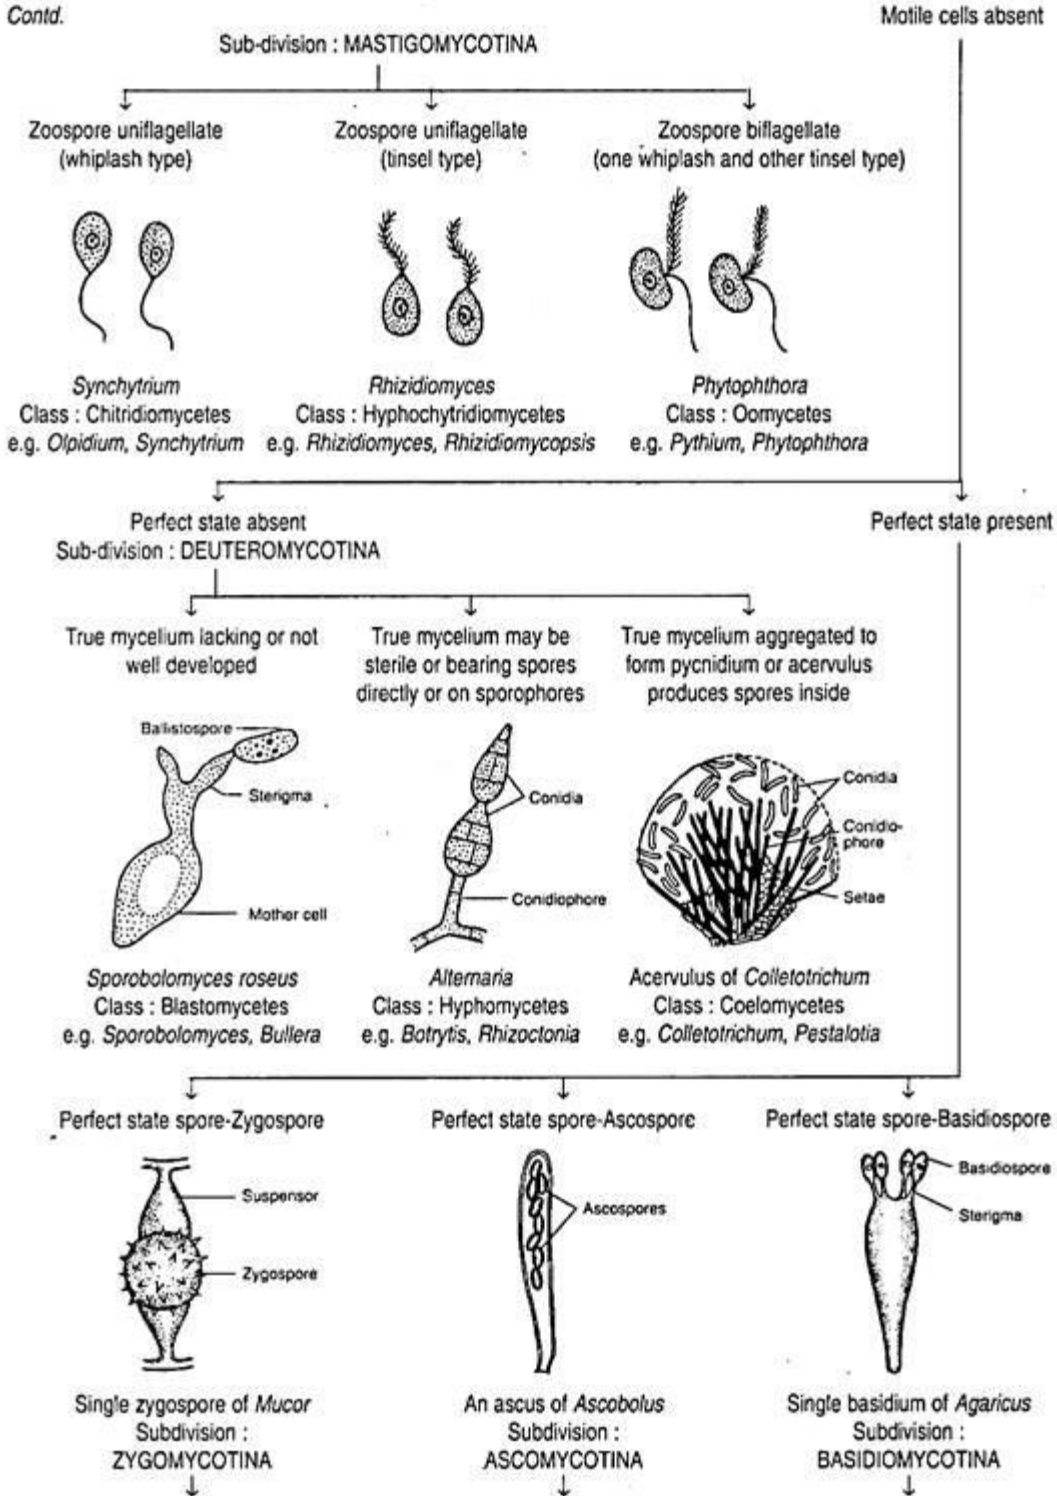 Contd.
Motile cells absent
Sub-division : MASTIGOMYCOTINA
Zoospore uniflagellate
(whiplash type)
Zoospore uniflagellate
(tinsel type)
Zoospore biflagellate
(one whiplash and other tinsel type)
Synchytrium
Class : Chitridiomycetes
e.g. Olpidium, Synchytrium
Rhizidiomyces
Class : Hyphochytridiomycetes
e.g. Rhizidiomyces, Rhizidiomycopsis
Phytophthora
Class : Oomycetes
e.g. Pythium, Phytophthora
Perfect state absent
Sub-division : DEUTEROMYCOTINA
Perfect state present
True mycelium lacking or not
well developed
True mycelium may be
sterile or bearing spores
directly or on sporophores
True mycelium aggregated to
form pycnidium or acervulus
produces spores inside
Ballistospore
Sterigma
Mother cell
Conidia
Conidiophore
Conidia
Conidio-
phore
Setae
Sporobolomyces roseus
Class : Blastomycetes
e.g. Sporobolomyces, Bullera
Alternaria
Class : Hyphomycetes
e.g. Botrytis, Rhizoctonia
Acervulus of Colletotrichum
Class : Coelomycetes
e.g. Colletotrichum, Pestalotia
Perfect state spore-Zygospore
Perfect state spore-Ascospore
Perfect state spore-Basidiospore
Suspensor
Zygospore
Ascospores
Basidiospore
Sterigma
Single zygospore of Mucor
Subdivision :
ZYGOMYCOTINA
An ascus of Ascobolus
Subdivision :
ASCOMYCOTINA
Single basidium of Agaricus
Subdivision :
BASIDIOMYCOTINA